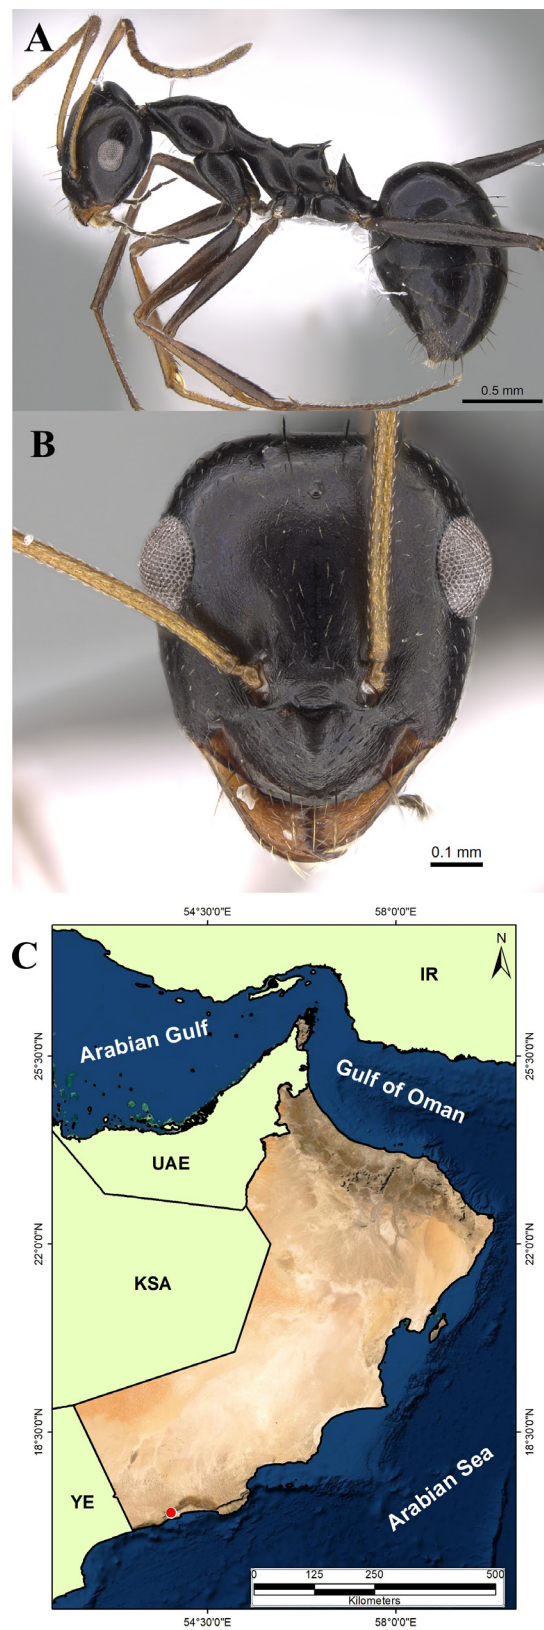 A
0.5 mm
B
0.1 mm
C
54°30'0"E
58°0'0"E
N
IR
Arabian Gulf
Gulf of Oman
25°30'0"N
25°30'0"N
UAE
22°0'0"N
22°0'0"N
KSA
18°30'0"N
18°30'0"N
YE
Arabian Sea
0
125
250
500
Kilometers
54°30'0"E
58°0'0"E